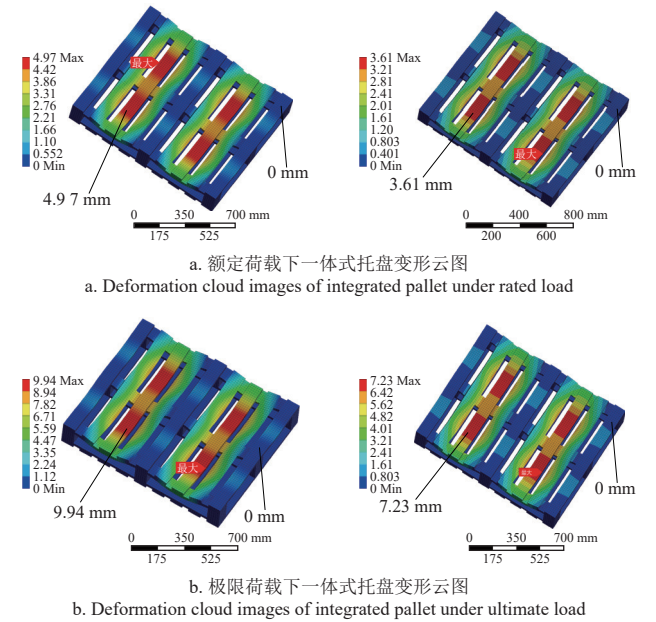 4.97 Max
4.42
3.86
3.31
2.76
2.21
1.66
1.10
0.552
0 Min
最大
4.9 7 mm
0 mm
0 350 700 mm
175 525
3.61 Max
3.21
2.81
2.41
2.01
1.61
1.20
0.803
0.401
0 Min
最大
3.61 mm
0 mm
0 400 800 mm
200 600
a. 额定荷载下一体式托盘变形云图
a. Deformation cloud images of integrated pallet under rated load
9.94 Max
8.94
7.82
6.71
5.59
4.47
3.35
2.24
1.12
0 Min
最大
9.94 mm
0 mm
0 350 700 mm
175 525
7.23 Max
6.42
5.62
4.82
4.01
3.21
2.41
1.61
0.803
0 Min
最大
7.23 mm
0 mm
0 350 700 mm
175 525
b. 极限荷载下一体式托盘变形云图
b. Deformation cloud images of integrated pallet under ultimate load